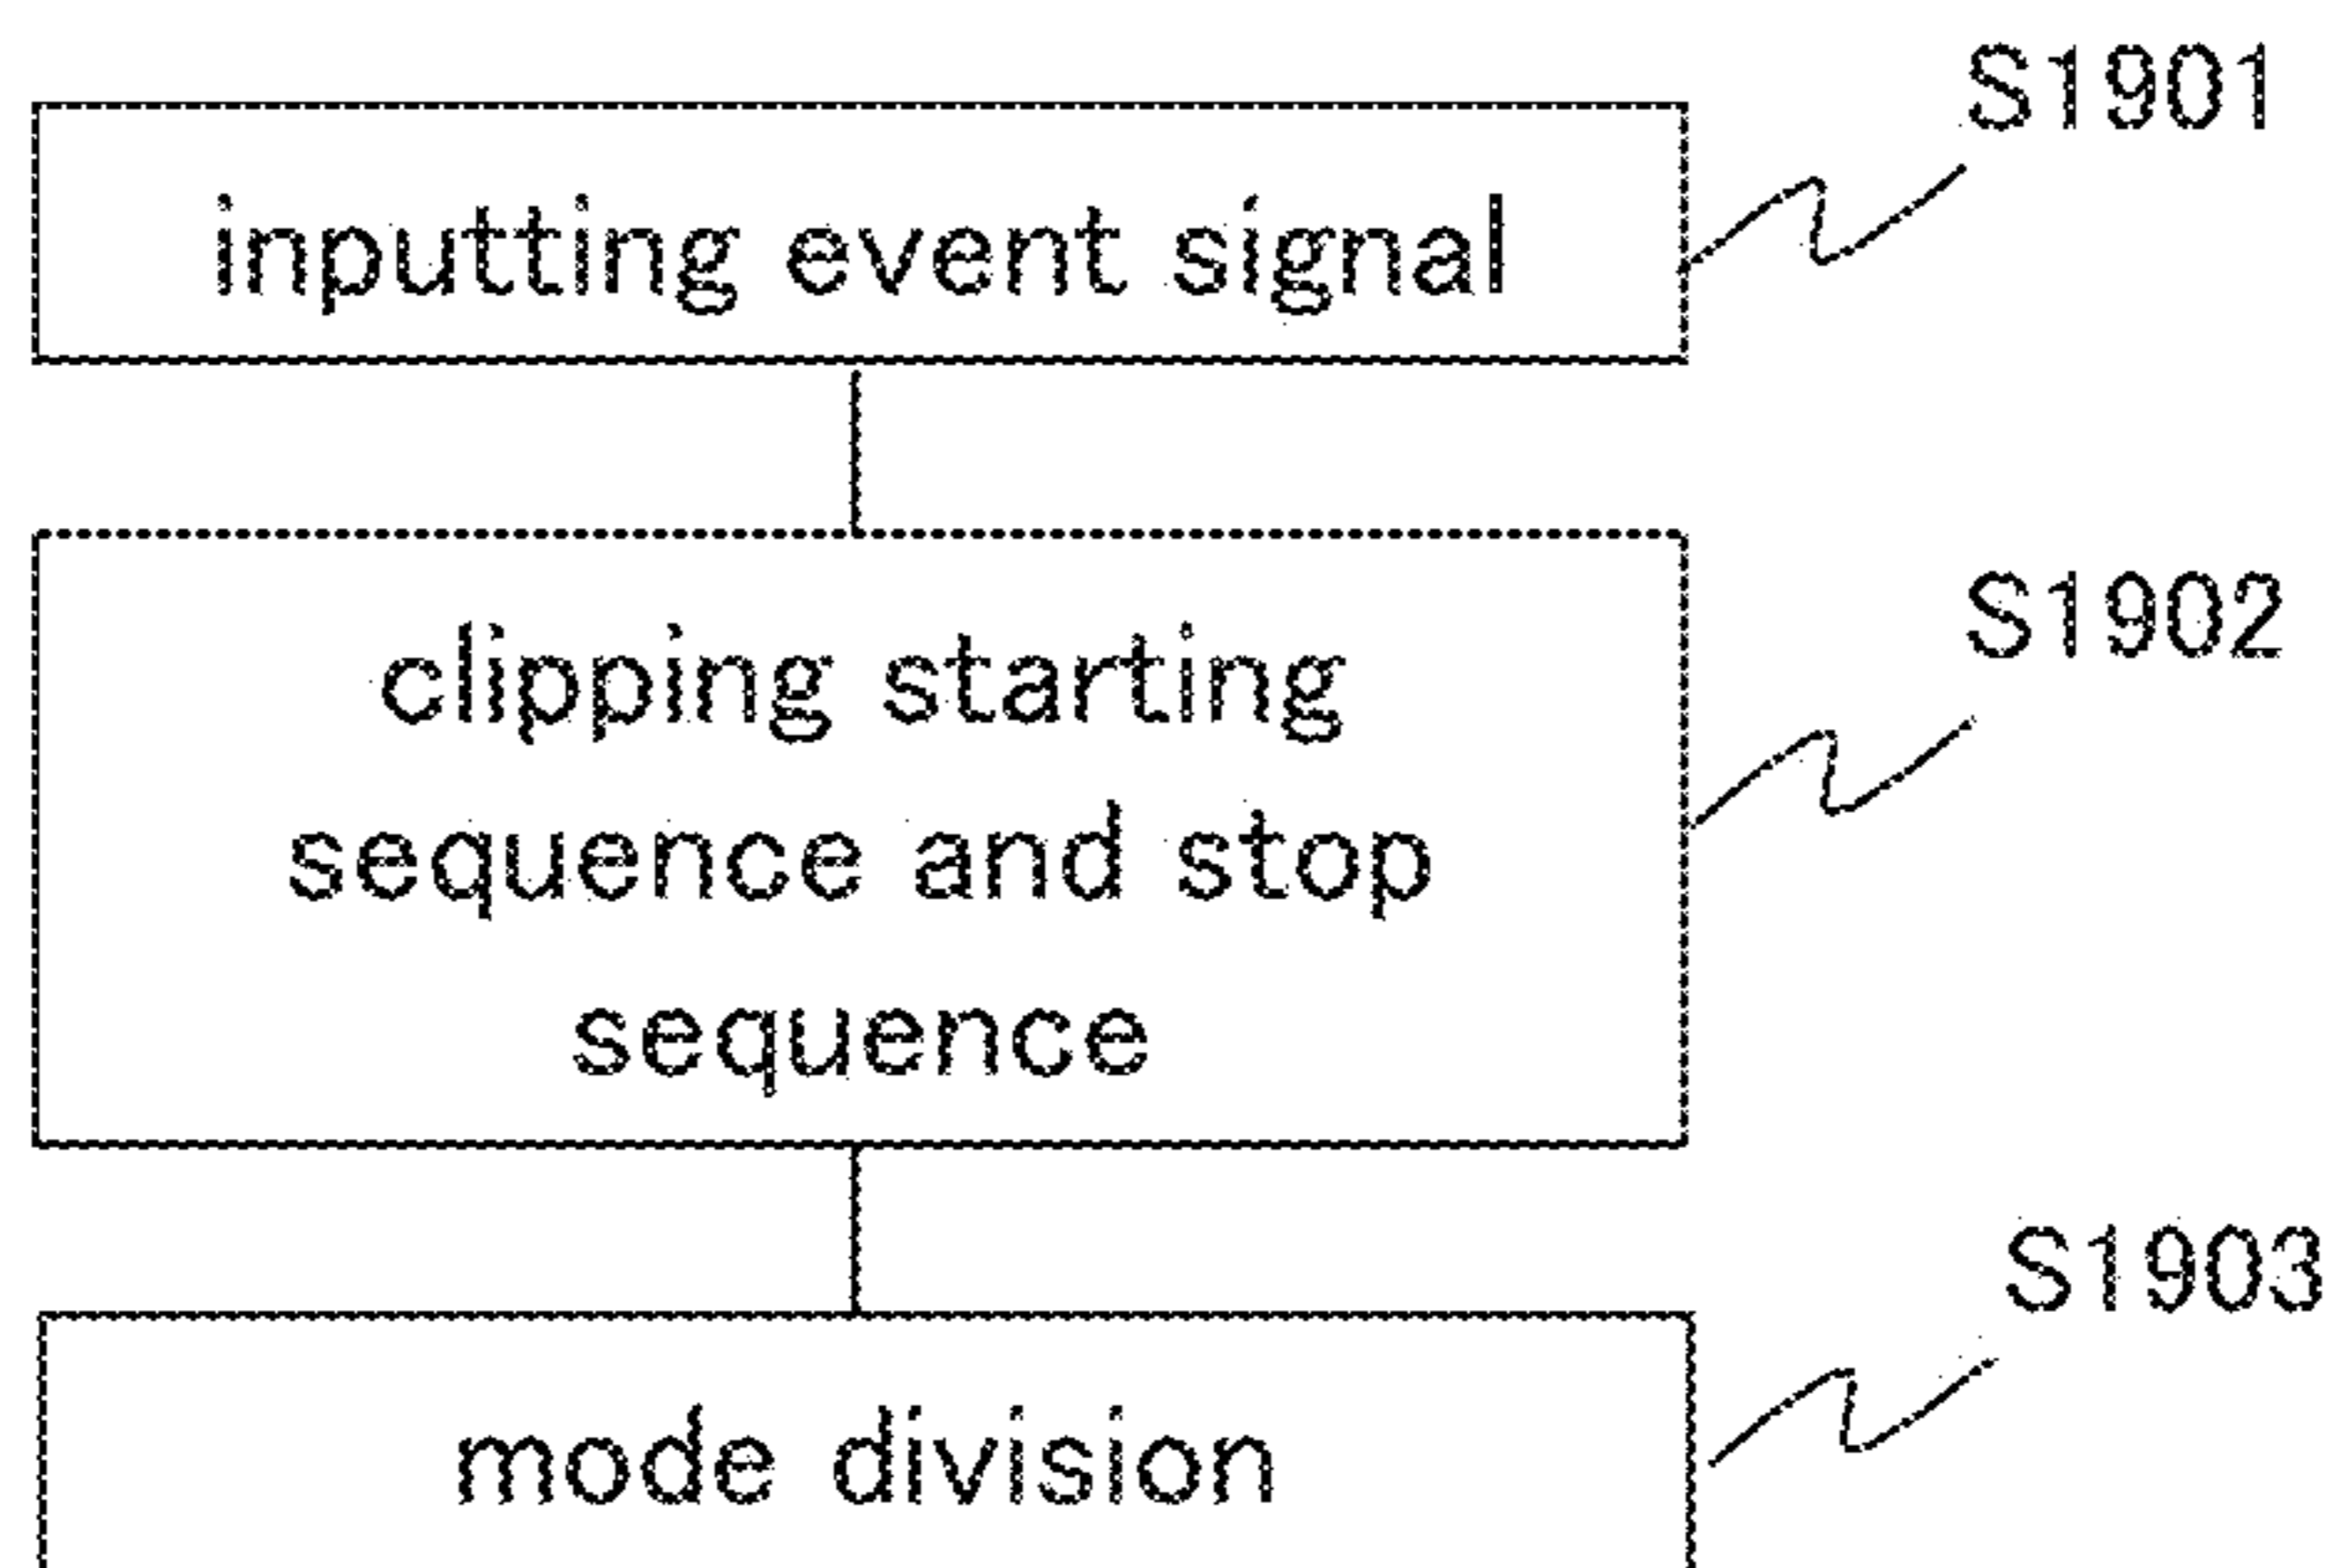 S1901
inputting event signal
S1902
clipping starting
sequence and stop
sequence
S1903
mode division